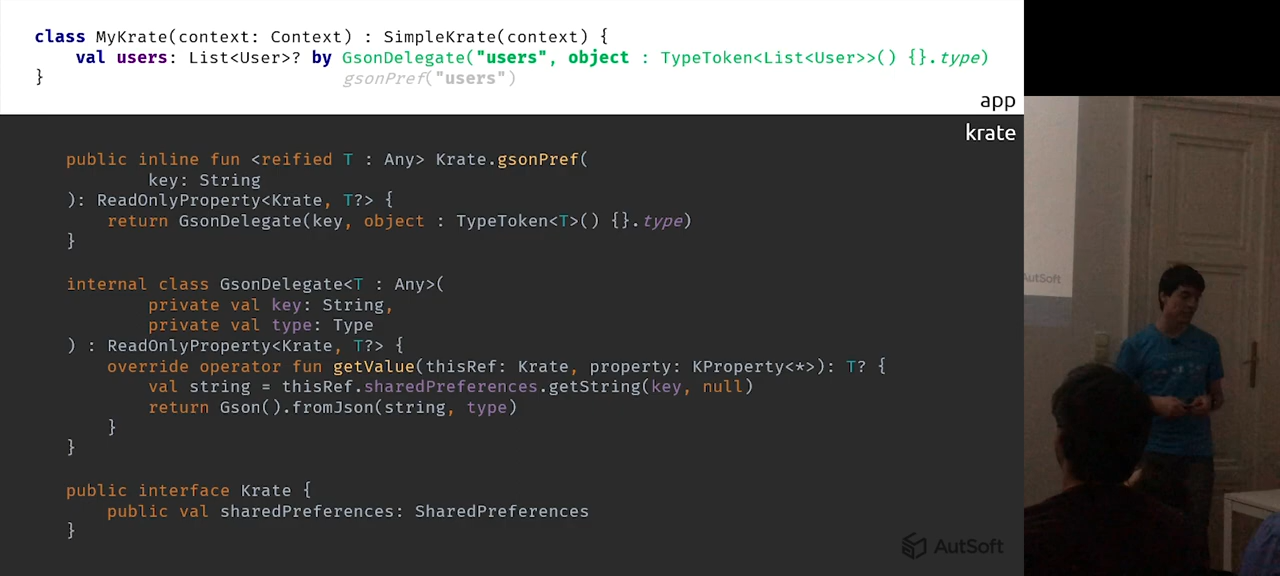 class MyKrate(context: Context) : SimpleKrate(context) {
    val users: List<User>? by GsonDelegate("users", object : TypeToken<List<User>>() {}.type)
}                             gsonPref("users")
app
krate
public inline fun <reified T : Any> Krate.gsonPref(
        key: String
): ReadOnlyProperty<Krate, T?> {
    return GsonDelegate(key, object : TypeToken<T>() {}.type)
}
internal class GsonDelegate<T : Any>(
        private val key: String,
        private val type: Type
) : ReadOnlyProperty<Krate, T?> {
    override operator fun getValue(thisRef: Krate, property: KProperty<*>): T? {
        val string = thisRef.sharedPreferences.getString(key, null)
        return Gson().fromJson(string, type)
    }
}
public interface Krate {
    public val sharedPreferences: SharedPreferences
}
AutSoft
AutSoft